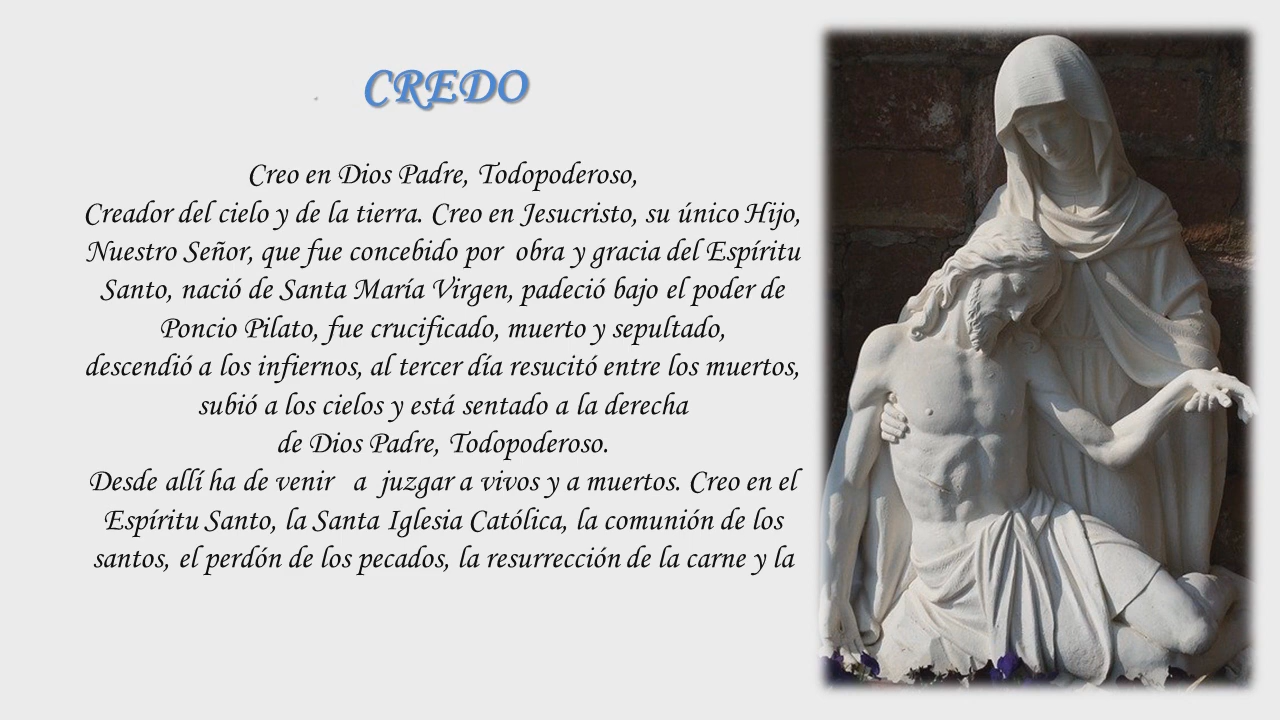 CREDO
Creo en Dios Padre, Todopoderoso,
Creador del cielo y de la tierra. Creo en Jesucristo, su único Hijo,
Nuestro Señor, que fue concebido por obra y gracia del Espíritu
Santo, nació de Santa María Virgen, padeció bajo el poder de
Poncio Pilato, fue crucificado, muerto y sepultado,
descendió a los infiernos, al tercer día resucitó entre los muertos,
subió a los cielos y está sentado a la derecha
de Dios Padre, Todopoderoso.
Desde allí ha de venir a juzgar a vivos y a muertos. Creo en el
Espíritu Santo, la Santa Iglesia Católica, la comunión de los
santos, el perdón de los pecados, la resurrección de la carne y la